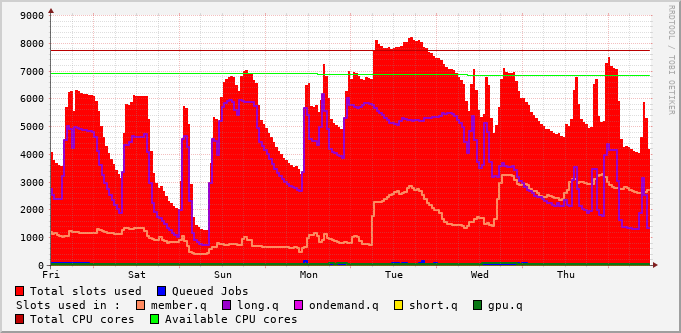 9000
8000
7000
6000
5000
4000
3000
2000
1000
0
Fri Sat Sun Mon Tue Wed Thu
Total slots used Queued Jobs
Slots used in : member.q long.q ondemand.q short.q gpu.q
Total CPU cores Available CPU cores
RRDTOOL / TOBI OETIKER